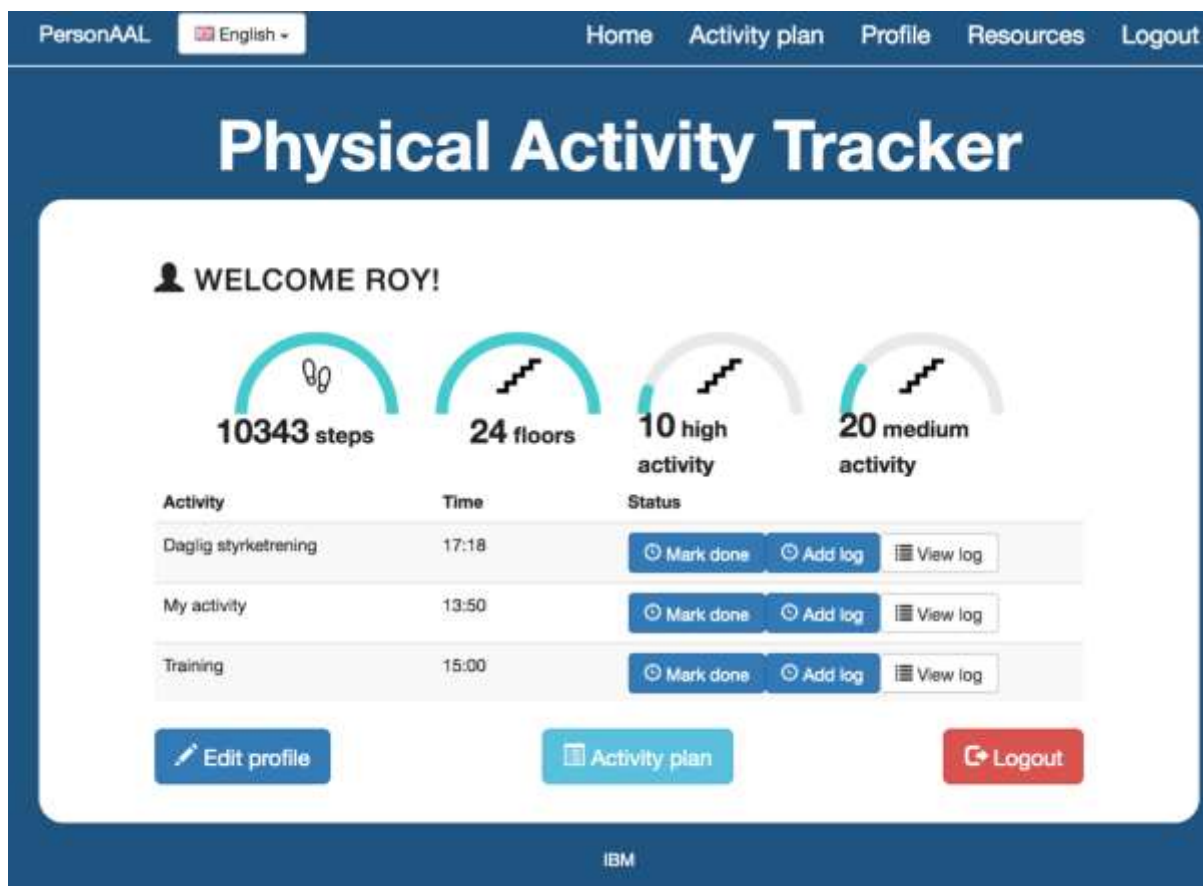 PersonAAL English Home Activity plan Profile Resources Logout
Physical Activity Tracker
WELCOME ROY!
10343 steps 24 floors 10 high activity 20 medium activity
Activity Time Status
Daglig styrketrening 17:18 Mark done Add log View log
My activity 13:50 Mark done Add log View log
Training 15:00 Mark done Add log View log
Edit profile Activity plan Logout
IBM